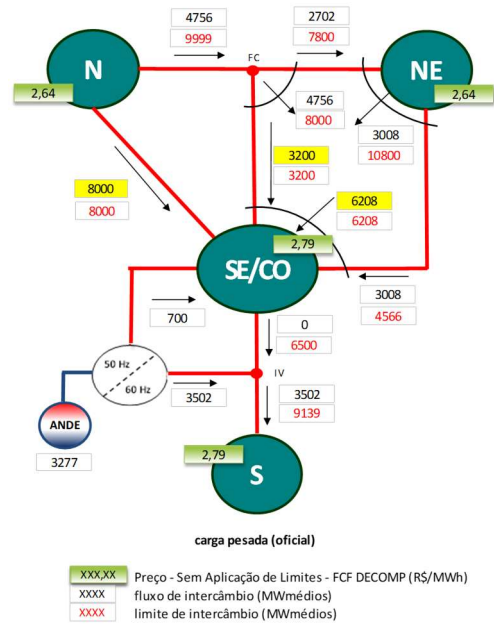 4756
9999
2702
7800
FC
N
2,64
NE
2,64
4756
8000
3008
10800
3200
3200
8000
8000
6208
6208
2,79
SE/CO
3008
4566
700
0
6500
50 Hz
60 Hz
IV
3502
3502
9139
ANDE
3277
2,79
S
carga pesada (oficial)
XXX,XX Preço - Sem Aplicação de Limites - FCF DECOMP (R$/MWh)
XXXX fluxo de intercâmbio (MWmédios)
XXXX limite de intercâmbio (MWmédios)